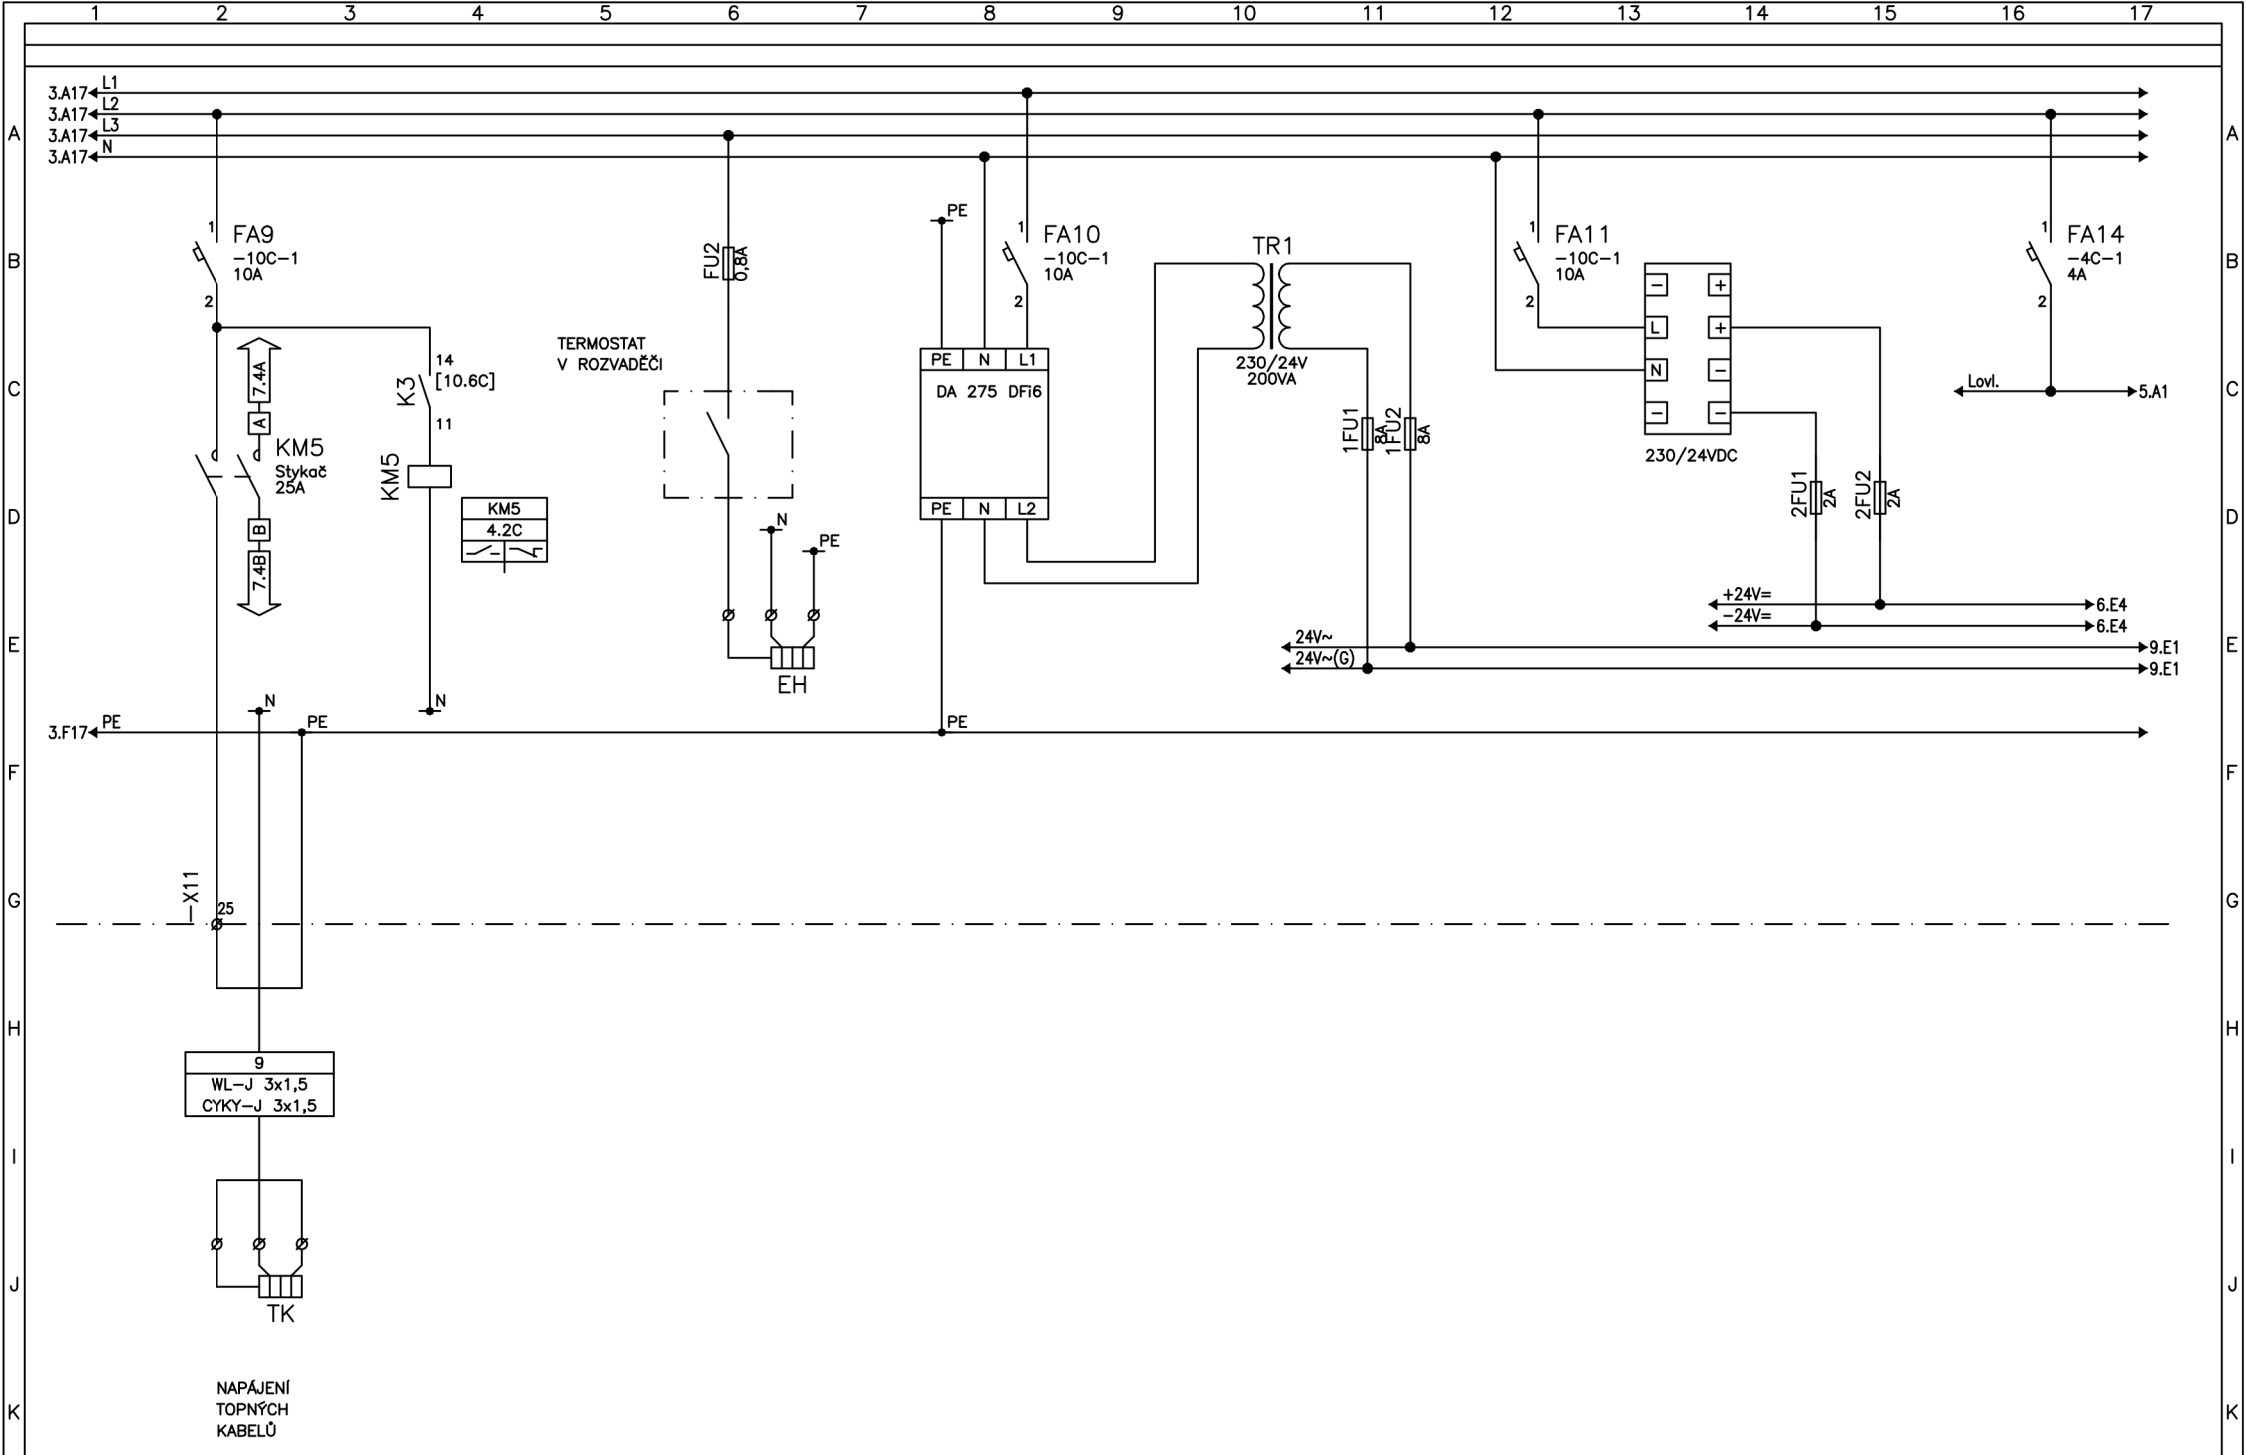 1 2 3 4 5 6 7 8 9 10 11 12 13 14 15 16 17
3.A17 L1
3.A17 L2
A 3.A17 L3 A
3.A17 N
B B
1
FA9
-10C-1
10A
2
7.4A
A
KM5
Stykač
25A
B
7.4B
14
K3 [10.6C]
11
KM5
KM5
4.2C
N
TERMOSTAT
V ROZVADĚČI
FU2
0,8A
N
PE
EH
PE
1
FA10
-10C-1
10A
2
PE N L1
DA 275 DFi6
PE N L2
TR1
230/24V
200VA
1FU1
8A
1FU2
8A
24V~ 9.E1
24V~(G) 9.E1
1
FA11
-10C-1
10A
2
- +
L +
N -
- -
230/24VDC
2FU1
2A
2FU2
2A
+24V= 6.E4
-24V= 6.E4
1
FA14
-4C-1
4A
2
Lovl. 5.A1
C C
D D
E E
N
3.F17 PE PE PE
F F
-X11
25
G G
H H
9
WL-J 3x1,5
CYKY-J 3x1,5
I I
J J
TK
NAPÁJENÍ
TOPNÝCH
KABELŮ
K K